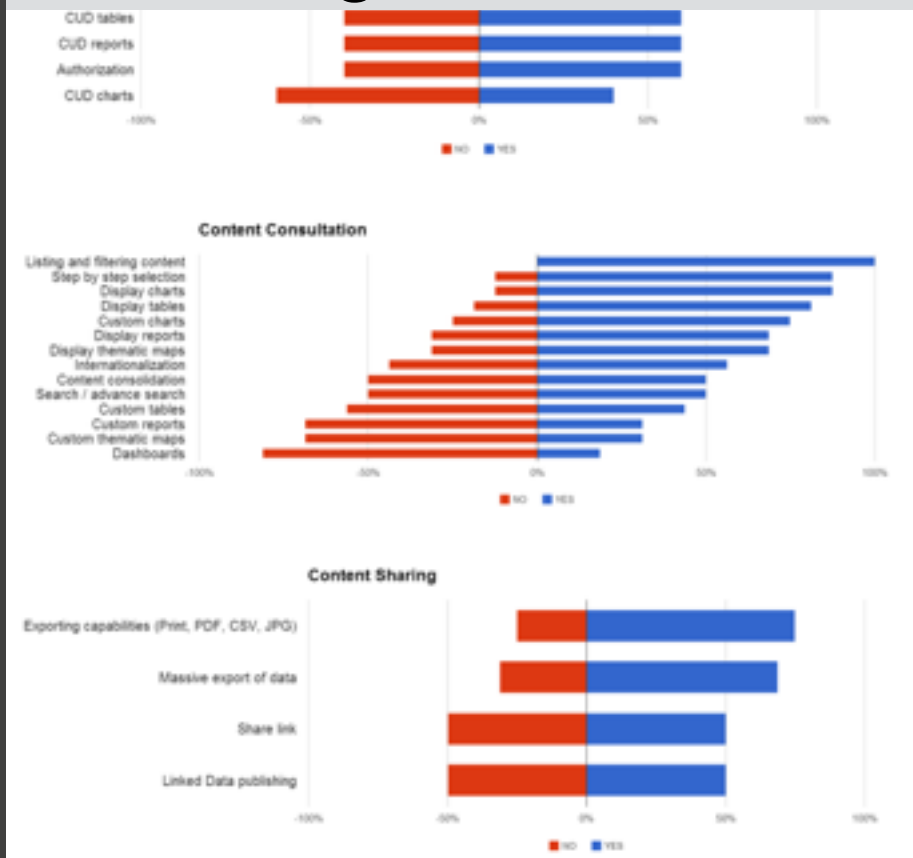 CUD tables
CUD reports
Authorization
CUD charts
-100% -50% 0% 50% 100%
NO YES
Content Consultation
Listing and filtering content
Step by step selection
Display charts
Display tables
Custom charts
Display reports
Display thematic maps
Internationalization
Content consolidation
Search / advance search
Custom tables
Custom reports
Custom thematic maps
Dashboards
-100% -50% 0% 50% 100%
NO YES
Content Sharing
Exporting capabilities (Print, PDF, CSV, JPG)
Massive export of data
Share link
Linked Data publishing
-100% -50% 0% 50% 100%
NO YES